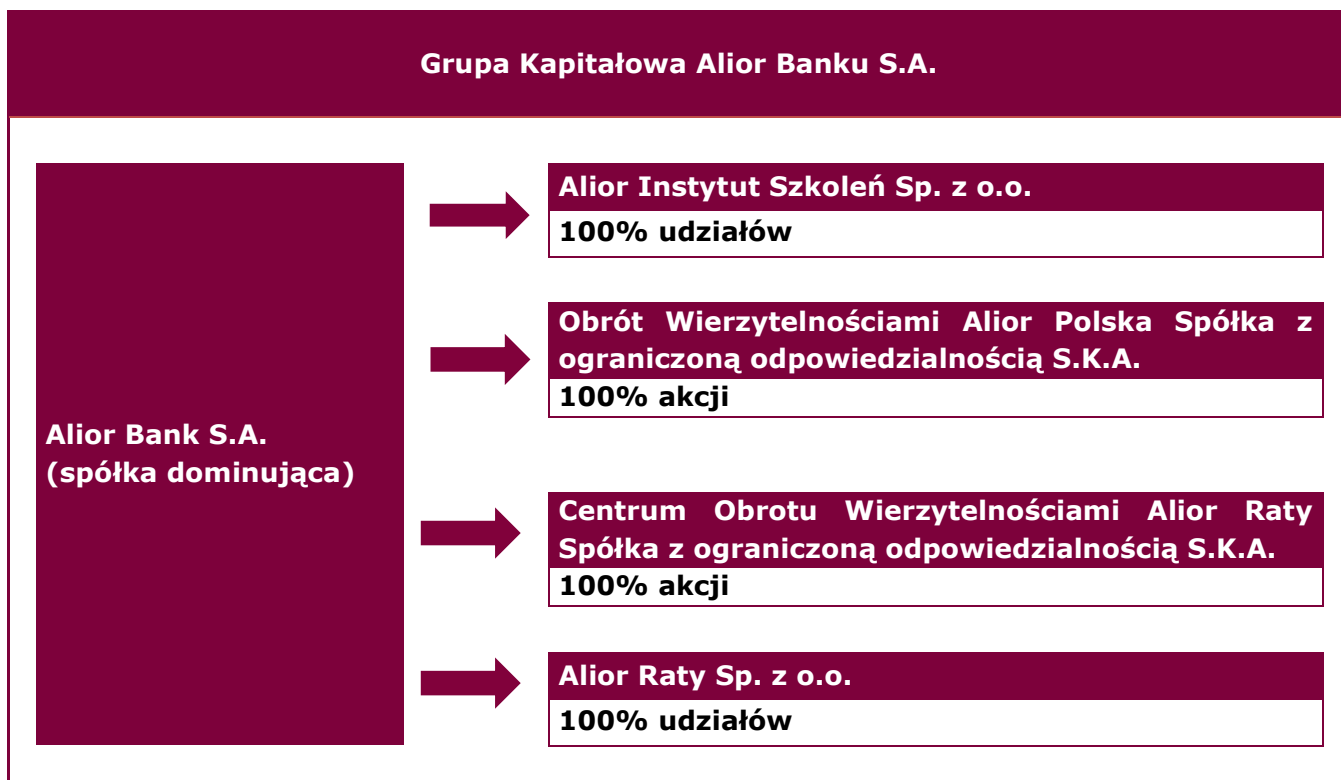 Grupa Kapitałowa Alior Banku S.A.
Alior Bank S.A.
(spółka dominująca)
Alior Instytut Szkoleń Sp. z o.o.
100% udziałów
Obrót Wierzytelnościami Alior Polska Spółka z
ograniczoną odpowiedzialnością S.K.A.
100% akcji
Centrum Obrotu Wierzytelnościami Alior Raty
Spółka z ograniczoną odpowiedzialnością S.K.A.
100% akcji
Alior Raty Sp. z o.o.
100% udziałów